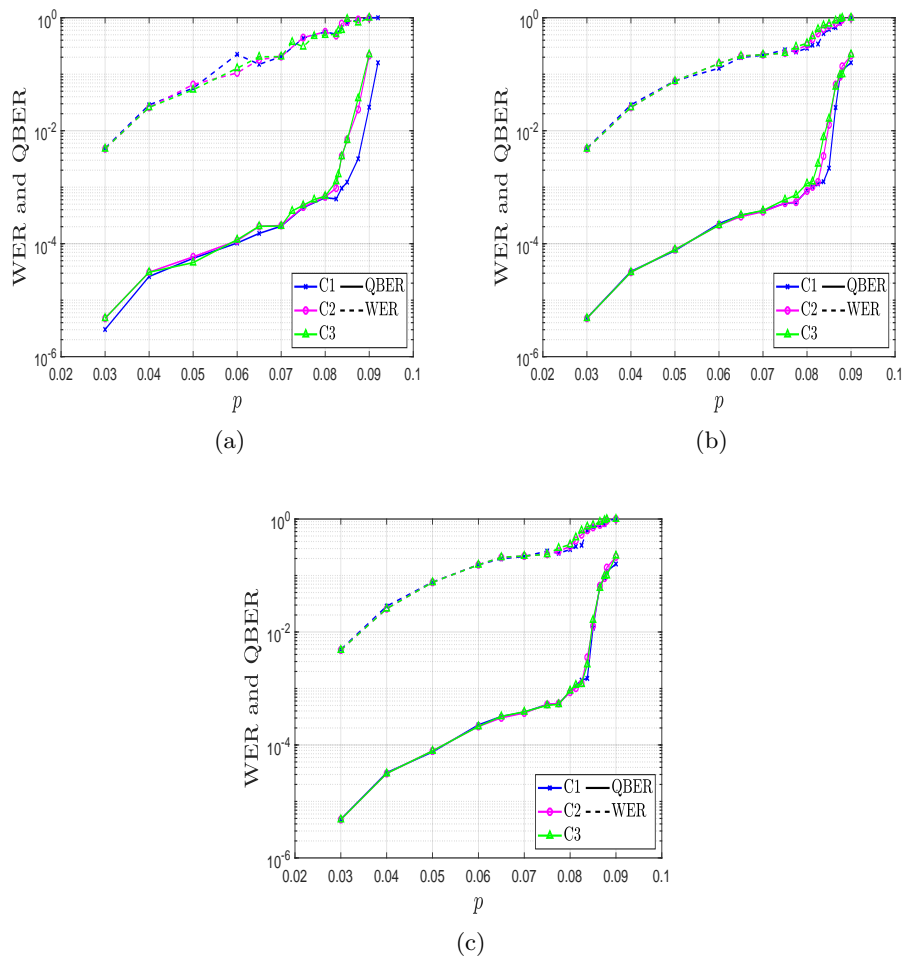 WER and QBER
10^0
10^-2
10^-4
10^-6
0.02 0.03 0.04 0.05 0.06 0.07 0.08 0.09 0.1
p
C1 QBER
C2 WER
C3
(a)
WER and QBER
10^0
10^-2
10^-4
10^-6
0.02 0.03 0.04 0.05 0.06 0.07 0.08 0.09 0.1
p
C1 QBER
C2 WER
C3
(b)
WER and QBER
10^0
10^-2
10^-4
10^-6
0.02 0.03 0.04 0.05 0.06 0.07 0.08 0.09 0.1
p
C1 QBER
C2 WER
C3
(c)